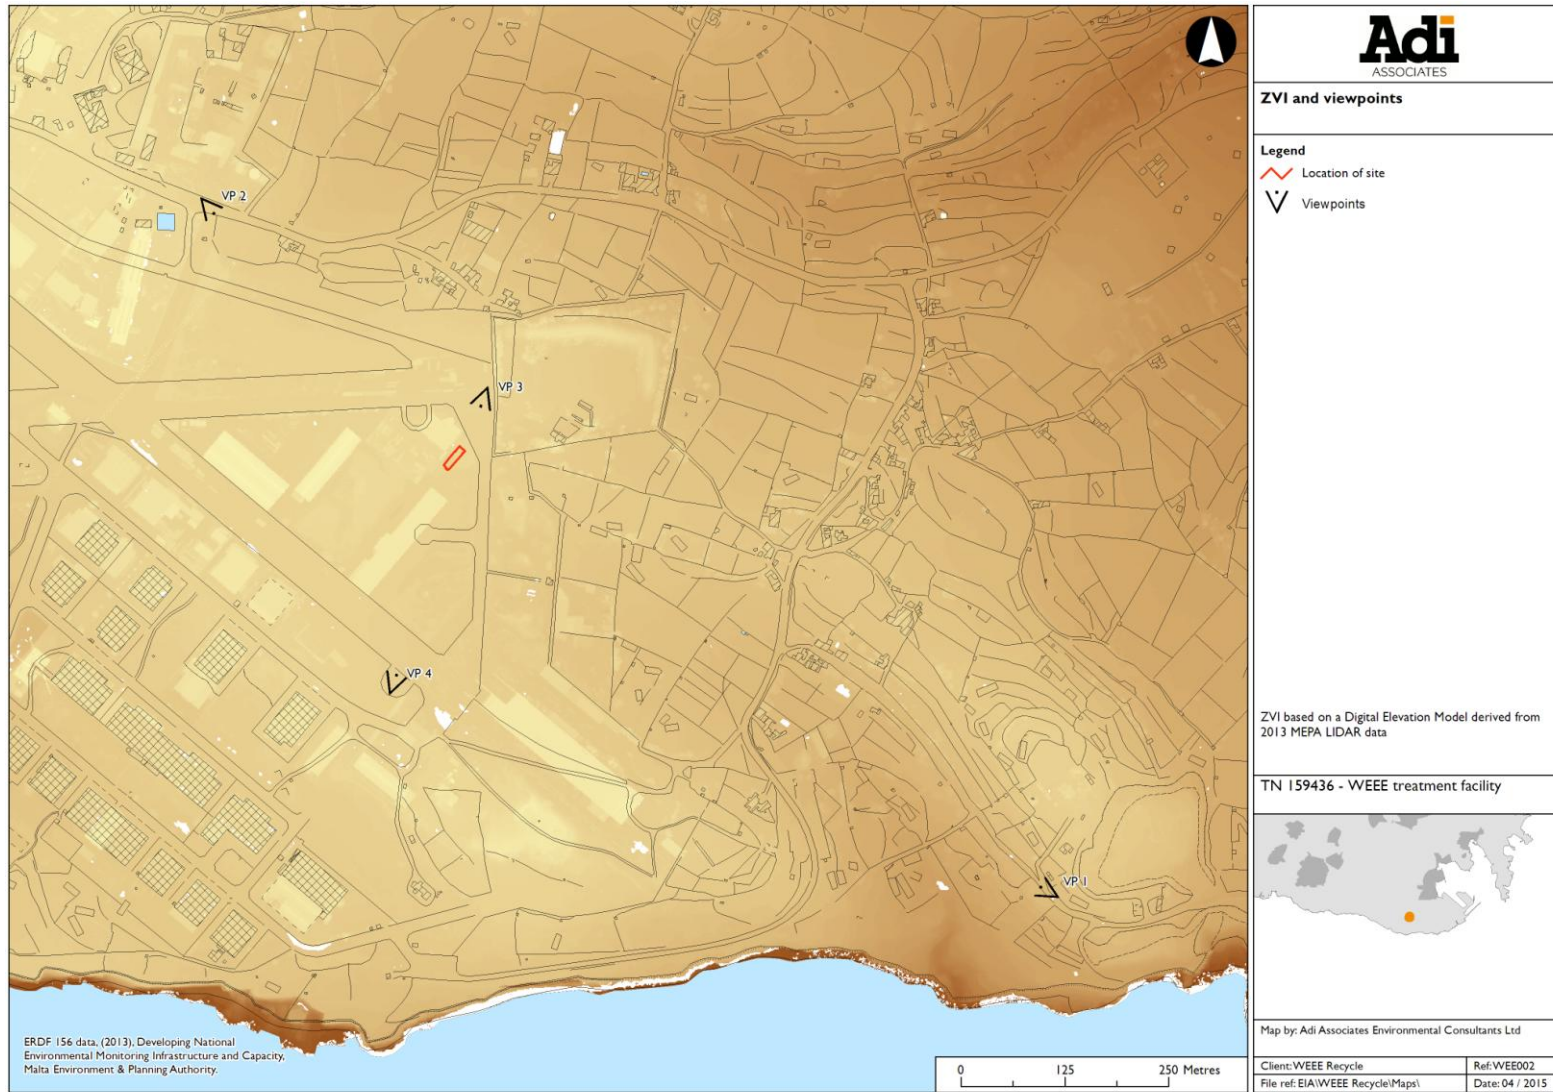 VP 2
VP 3
VP 4
VP 1
ERDF 156 data, (2013), Developing National
Environmental Monitoring Infrastructure and Capacity,
Malta Environment & Planning Authority.
0 125 250 Metres
Adi
ASSOCIATES
ZVI and viewpoints
Legend
Location of site
Viewpoints
ZVI based on a Digital Elevation Model derived from
2013 MEPA LIDAR data
TN 159436 - WEEE treatment facility
Map by: Adi Associates Environmental Consultants Ltd
Client: WEEE Recycle Ref: WEE002
File ref: EIA\WEEE Recycle\Maps\ Date: 04 / 2015